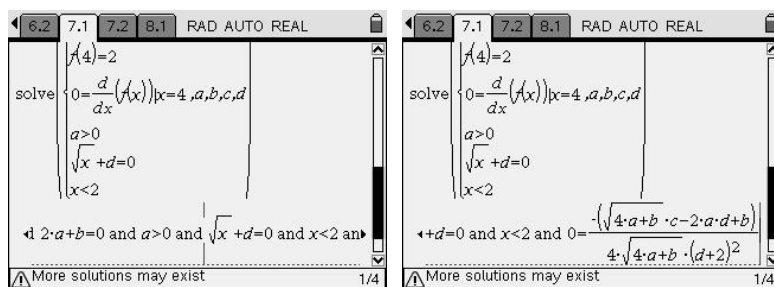 6.2 7.1 7.2 8.1 RAD AUTO REAL
f(4)=2
solve 0=d/dx(f(x))|x=4 ,a,b,c,d
a>0
√x +d=0
x<2
◂d 2·a+b=0 and a>0 and √x +d=0 and x<2 an▸
More solutions may exist 1/4
6.2 7.1 7.2 8.1 RAD AUTO REAL
f(4)=2
solve 0=d/dx(f(x))|x=4 ,a,b,c,d
a>0
√x +d=0
x<2
◂+d=0 and x<2 and 0=-(√4·a+b ·c-2·a·d+b)/4·√4·a+b ·(d+2)²
More solutions may exist 1/4